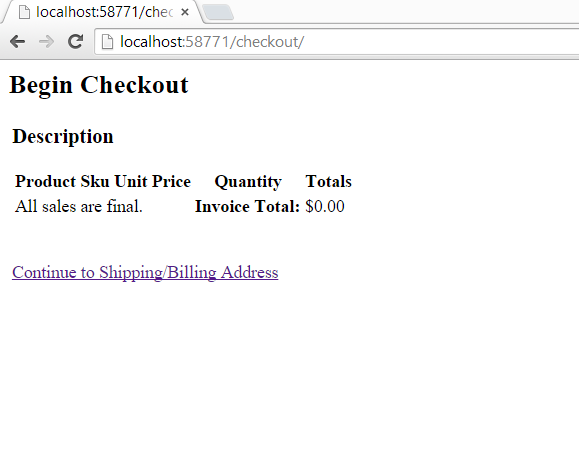 localhost:58771/chec
localhost:58771/checkout/
Begin Checkout
Description
Product Sku Unit Price Quantity Totals
All sales are final. Invoice Total: $0.00
Continue to Shipping/Billing Address